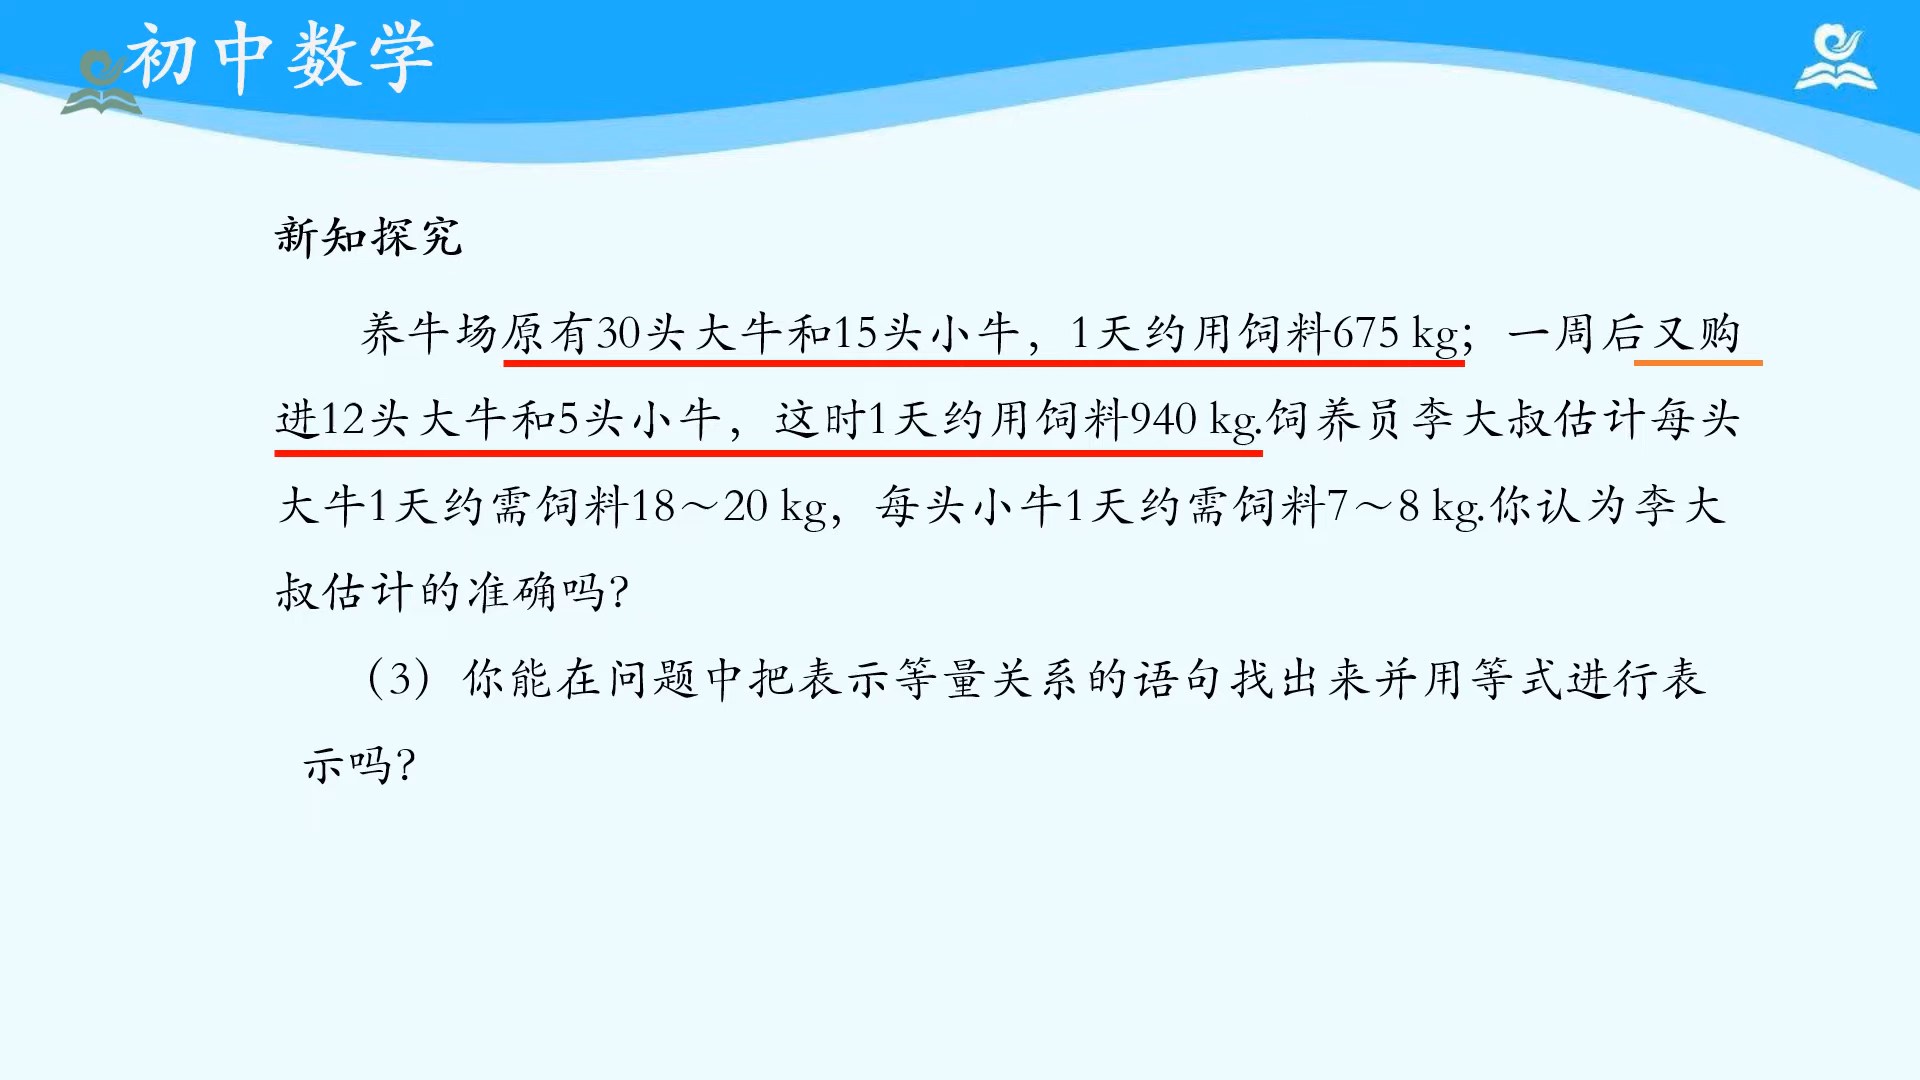 初中数学
新知探究
养牛场原有30头大牛和15头小牛，1天约用饲料675 kg；一周后又购
进12头大牛和5头小牛，这时1天约用饲料940 kg.饲养员李大叔估计每头
大牛1天约需饲料18～20 kg，每头小牛1天约需饲料7～8 kg.你认为李大
叔估计的准确吗？
（3）你能在问题中把表示等量关系的语句找出来并用等式进行表
示吗？